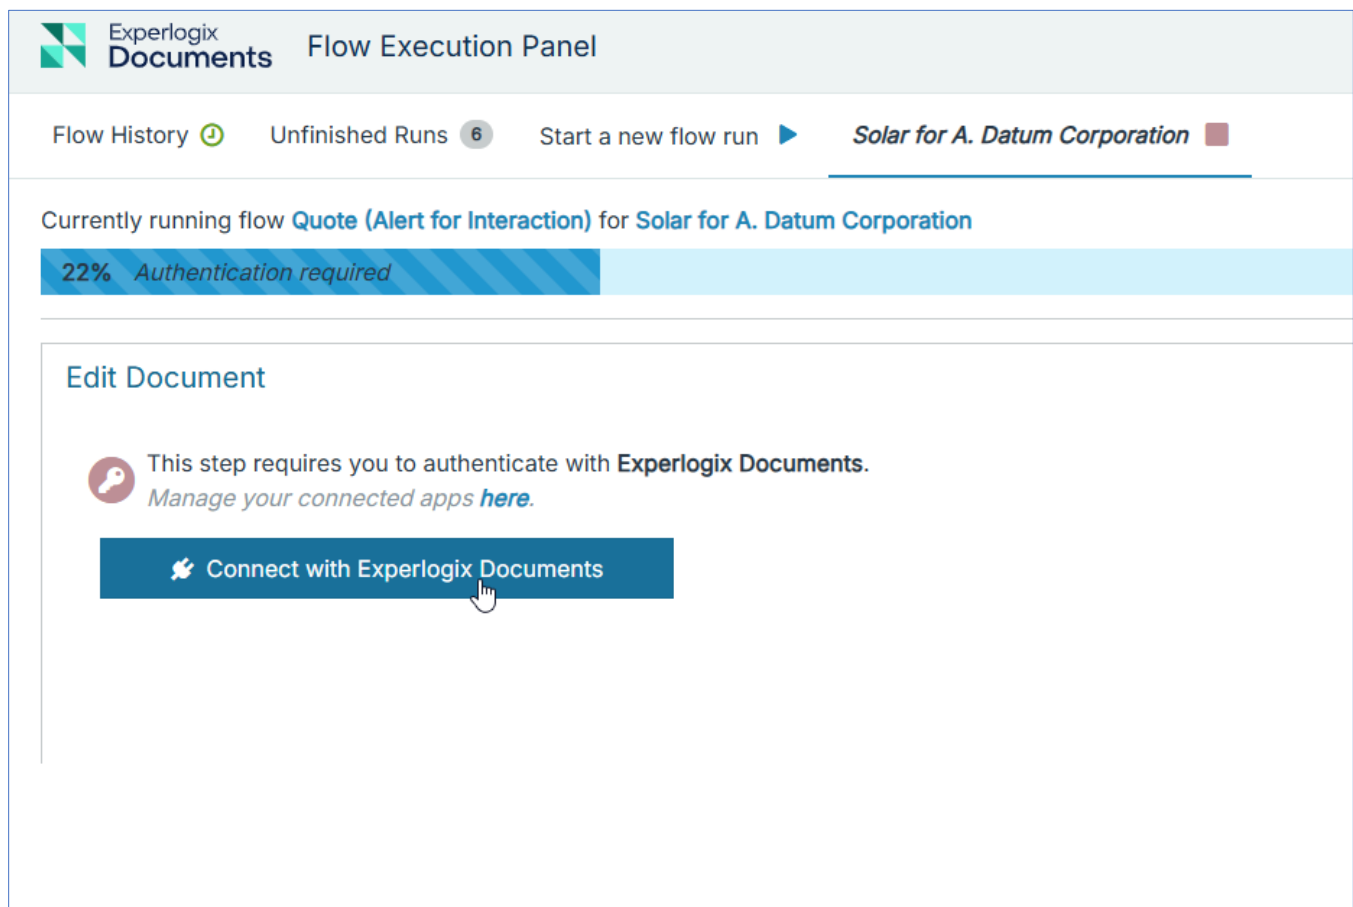 Experlogix
Documents
Flow Execution Panel
Flow History
Unfinished Runs 6
Start a new flow run
Solar for A. Datum Corporation
Currently running flow Quote (Alert for Interaction) for Solar for A. Datum Corporation
22% Authentication required
Edit Document
This step requires you to authenticate with Experlogix Documents.
Manage your connected apps here.
Connect with Experlogix Documents